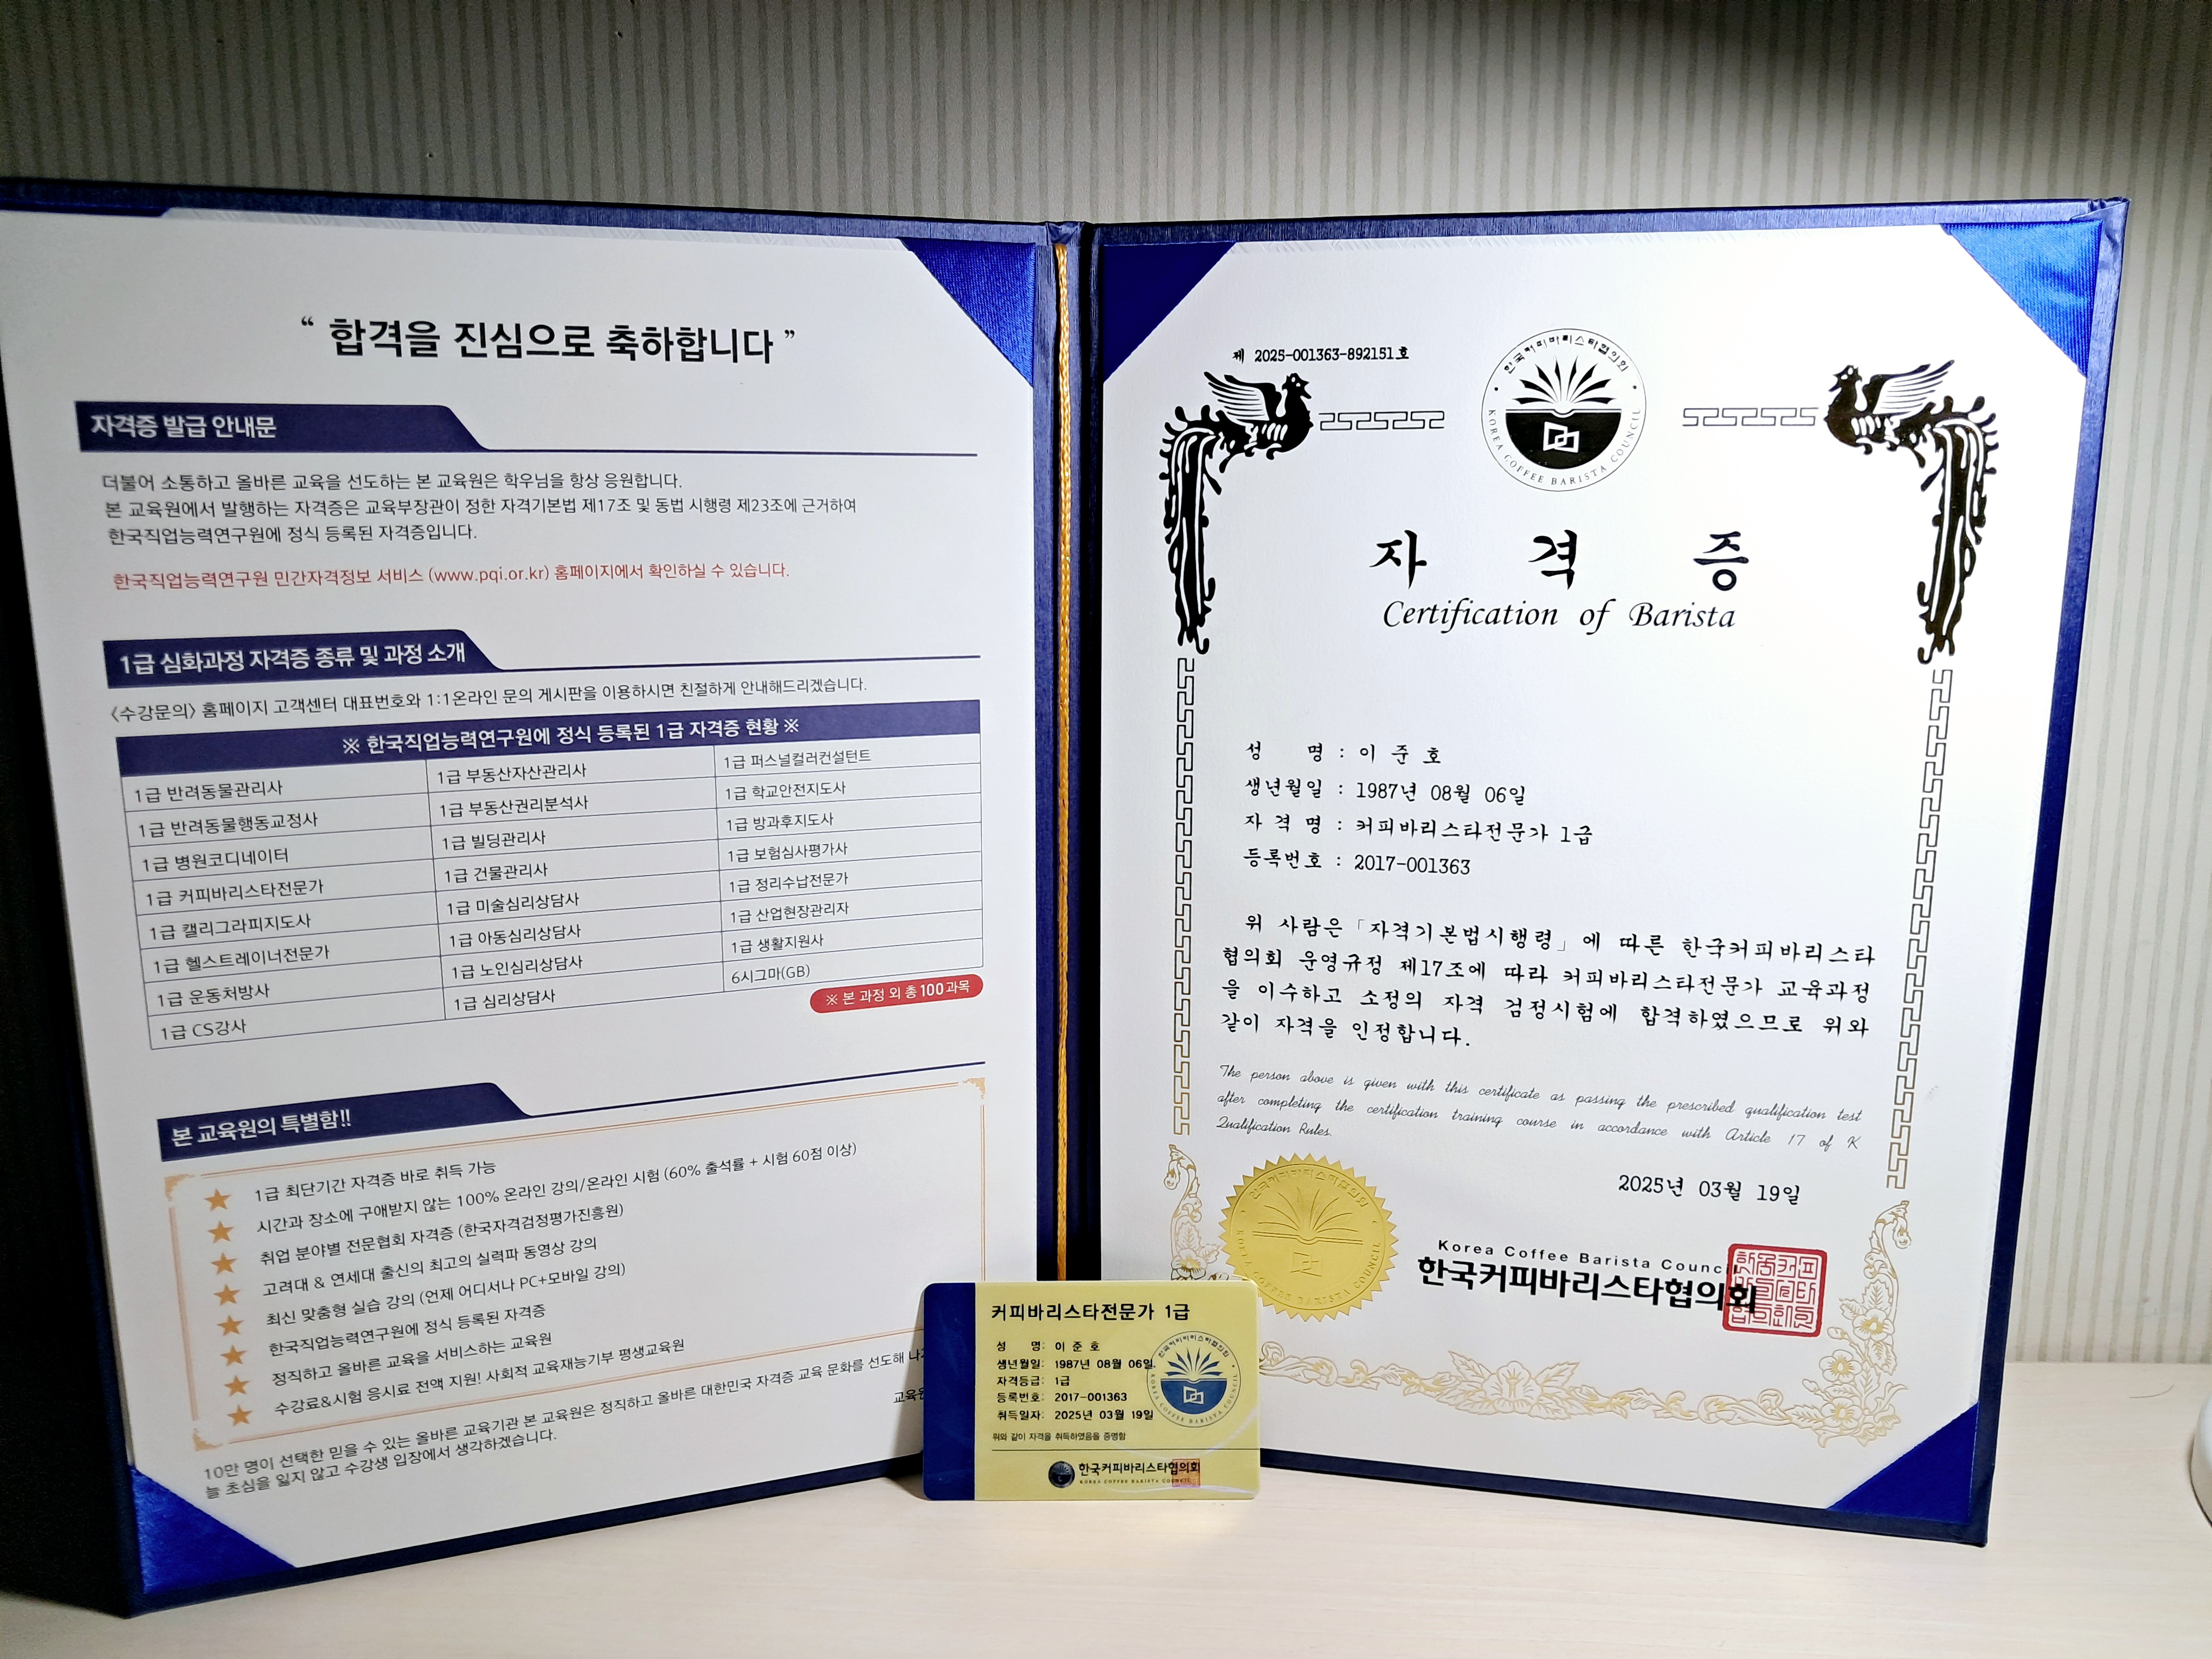 “ 합격을 진심으로 축하합니다 ”
자격증 발급 안내문
더불어 소통하고 올바른 교육을 선도하는 본 교육원은 학우님을 항상 응원합니다.
본 교육원에서 발행하는 자격증은 교육부장관이 정한 자격기본법 제17조 및 동법 시행령 제23조에 근거하여
한국직업능력연구원에 정식 등록된 자격증입니다.
한국직업능력연구원 민간자격정보 서비스 (www.pqi.or.kr) 홈페이지에서 확인하실 수 있습니다.
1급 심화과정 자격증 종류 및 과정 소개
<수강문의> 홈페이지 고객센터 대표번호와 1:1온라인 문의 게시판을 이용하시면 친절하게 안내해드리겠습니다.
※ 한국직업능력연구원에 정식 등록된 1급 자격증 현황 ※
1급 반려동물관리사 1급 부동산자산관리사 1급 퍼스널컬러컨설턴트
1급 반려동물행동교정사 1급 부동산권리분석사 1급 학교안전지도사
1급 병원코디네이터 1급 빌딩관리사 1급 방과후지도사
1급 커피바리스타전문가 1급 건물관리사 1급 보험심사평가사
1급 캘리그라피지도사 1급 미술심리상담사 1급 정리수납전문가
1급 헬스트레이너전문가 1급 아동심리상담사 1급 산업현장관리자
1급 운동처방사 1급 노인심리상담사 1급 생활지원사
1급 CS강사 1급 심리상담사 6시그마(GB)
※ 본 과정 외 총 100과목
본 교육원의 특별함!!
1급 최단기간 자격증 바로 취득 가능
시간과 장소에 구애받지 않는 100% 온라인 강의/온라인 시험 (60% 출석률 + 시험 60점 이상)
취업 분야별 전문협회 자격증 (한국자격검정평가진흥원)
고려대 & 연세대 출신의 최고의 실력파 동영상 강의
최신 맞춤형 실습 강의 (언제 어디서나 PC+모바일 강의)
한국직업능력연구원에 정식 등록된 자격증
정직하고 올바른 교육을 서비스하는 교육원
수강료&시험 응시료 전액 지원! 사회적 교육재능기부 평생교육원
10만 명이 선택한 믿을 수 있는 올바른 교육기관 본 교육원은 정직하고 올바른 대한민국 자격증 교육 문화를 선도해
늘 초심을 잃지 않고 수강생 입장에서 생각하겠습니다.
제 2025-001363-892151호
한국커피바리스타협의회
KOREA COFFEE BARISTA COUNCIL
자격증
Certification of Barista
성 명 : 이 준 호
생년월일 : 1987년 08월 06일
자 격 명 : 커피바리스타전문가 1급
등록번호 : 2017-001363
위 사람은「자격기본법시행령」에 따른 한국커피바리스타
협의회 운영규정 제17조에 따라 커피바리스타전문가 교육과정
을 이수하고 소정의 자격 검정시험에 합격하였으므로 위와
같이 자격을 인정합니다.
The person above is given with this certificate as passing the prescribed qualification test
after completing the certification training course in accordance with Article 17 of K
Qualification Rules.
2025년 03월 19일
Korea Coffee Barista Council
한국커피바리스타협의회
커피바리스타전문가 1급
성 명: 이 준 호
생년월일: 1987년 08월 06일
자격등급: 1급
등록번호: 2017-001363
취득일자: 2025년 03월 19일
위와 같이 자격을 취득하였음을 증명함
한국커피바리스타협의회
KOREA COFFEE BARISTA COUNCIL